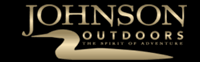 JOHNSON
OUTDOORS
THE SPIRIT OF ADVENTURE